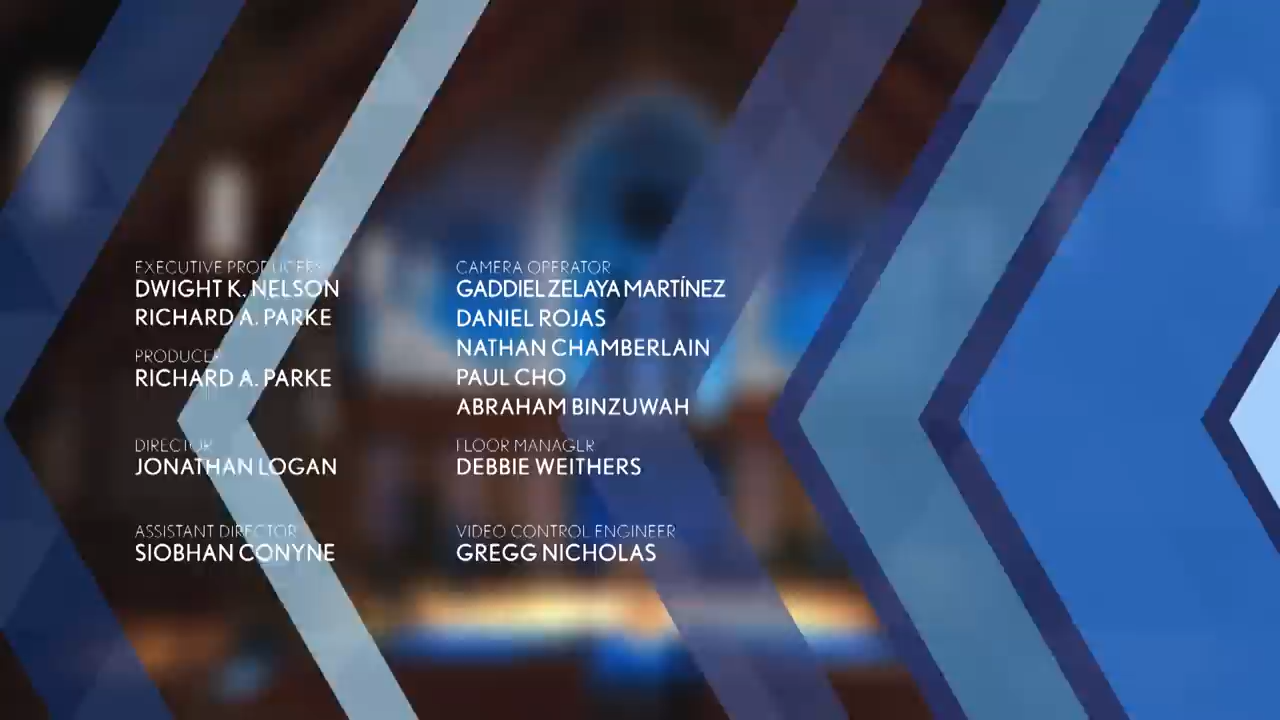 EXECUTIVE PRODUCERS
DWIGHT K. NELSON
RICHARD A. PARKE
PRODUCER
RICHARD A. PARKE
DIRECTOR
JONATHAN LOGAN
ASSISTANT DIRECTOR
SIOBHAN CONYNE
CAMERA OPERATOR
GADDIEL ZELAYA MARTÍNEZ
DANIEL ROJAS
NATHAN CHAMBERLAIN
PAUL CHO
ABRAHAM BINZUWAH
FLOOR MANAGER
DEBBIE WEITHERS
VIDEO CONTROL ENGINEER
GREGG NICHOLAS